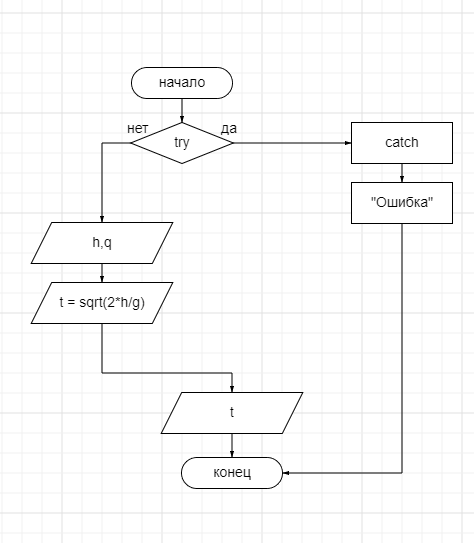 начало
нет
да
try
catch
"Ошибка"
h,q
t = sqrt(2*h/g)
t
конец